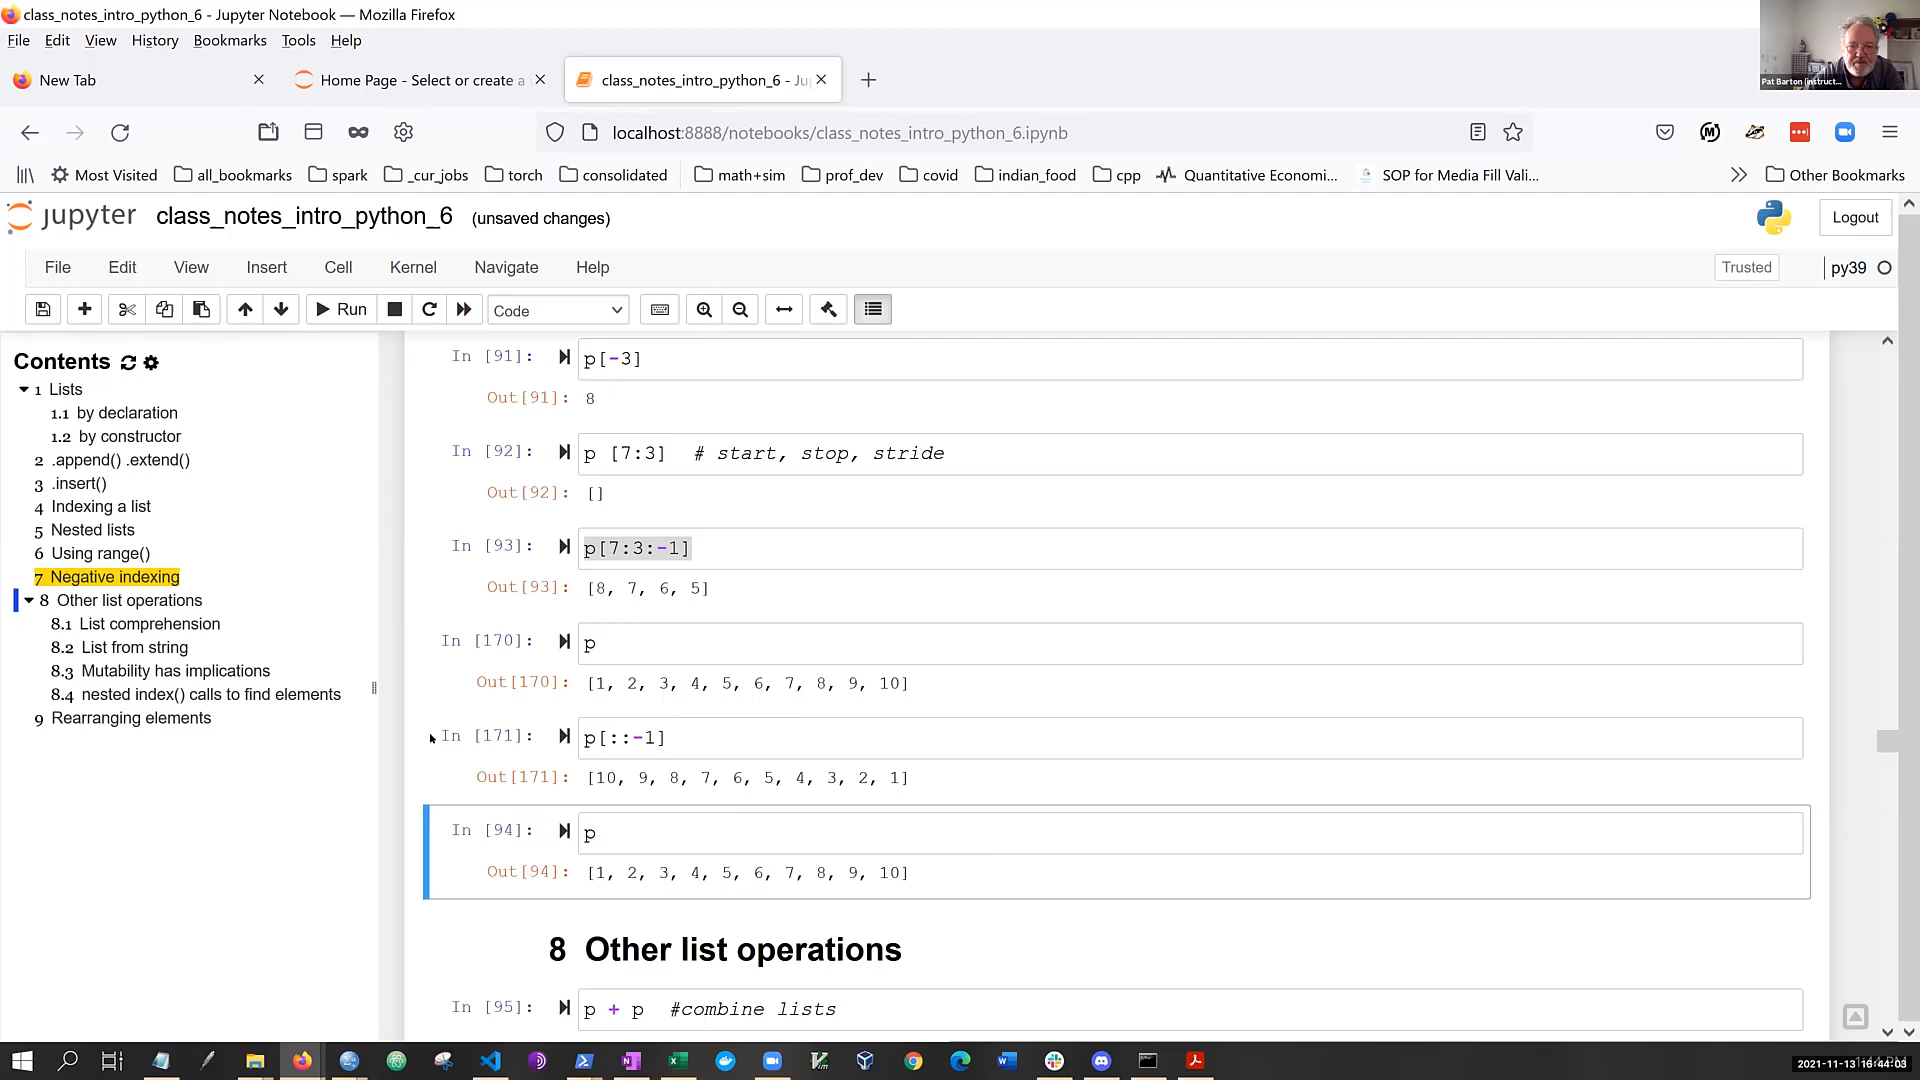 class_notes_intro_python_6 - Jupyter Notebook — Mozilla Firefox
File Edit View History Bookmarks Tools Help
New Tab
Home Page - Select or create a
class_notes_intro_python_6 - Ju
Pat Barton (instruct...
localhost:8888/notebooks/class_notes_intro_python_6.ipynb
Most Visited all_bookmarks spark _cur_jobs torch consolidated math+sim prof_dev covid indian_food cpp Quantitative Economi... SOP for Media Fill Vali... Other Bookmarks
jupyter class_notes_intro_python_6 (unsaved changes) Logout
File Edit View Insert Cell Kernel Navigate Help Trusted py39
Run Code
Contents
1 Lists
1.1 by declaration
1.2 by constructor
2 .append() .extend()
3 .insert()
4 Indexing a list
5 Nested lists
6 Using range()
7 Negative indexing
8 Other list operations
8.1 List comprehension
8.2 List from string
8.3 Mutability has implications
8.4 nested index() calls to find elements
9 Rearranging elements
In [91]: p[-3]
Out[91]: 8
In [92]: p [7:3] # start, stop, stride
Out[92]: []
In [93]: p[7:3:-1]
Out[93]: [8, 7, 6, 5]
In [170]: p
Out[170]: [1, 2, 3, 4, 5, 6, 7, 8, 9, 10]
In [171]: p[::-1]
Out[171]: [10, 9, 8, 7, 6, 5, 4, 3, 2, 1]
In [94]: p
Out[94]: [1, 2, 3, 4, 5, 6, 7, 8, 9, 10]
8 Other list operations
In [95]: p + p #combine lists
2021-11-13 16:44:03